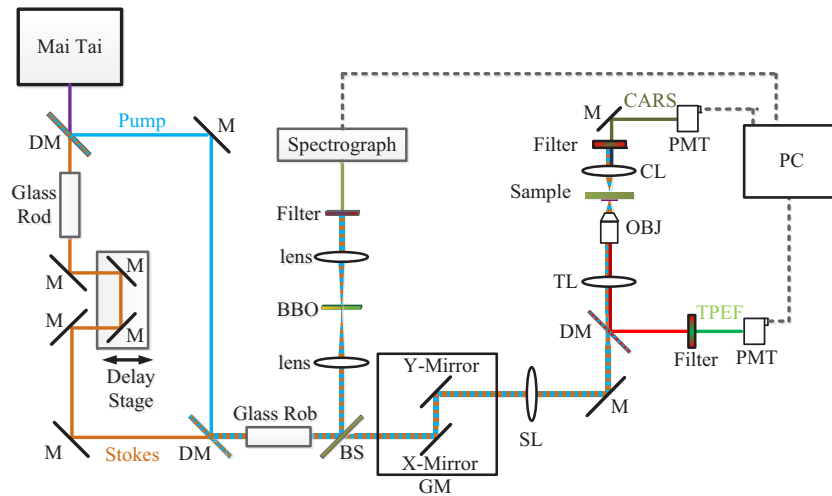 Mai Tai
DM
Pump
M
Glass
Rod
M
M
M
M
Delay
Stage
M
Stokes
DM
Glass Rob
BS
Spectrograph
Filter
lens
BBO
lens
Y-Mirror
X-Mirror
GM
SL
M
DM
TL
OBJ
Sample
CL
Filter
M
CARS
PMT
PC
TPEF
Filter
PMT